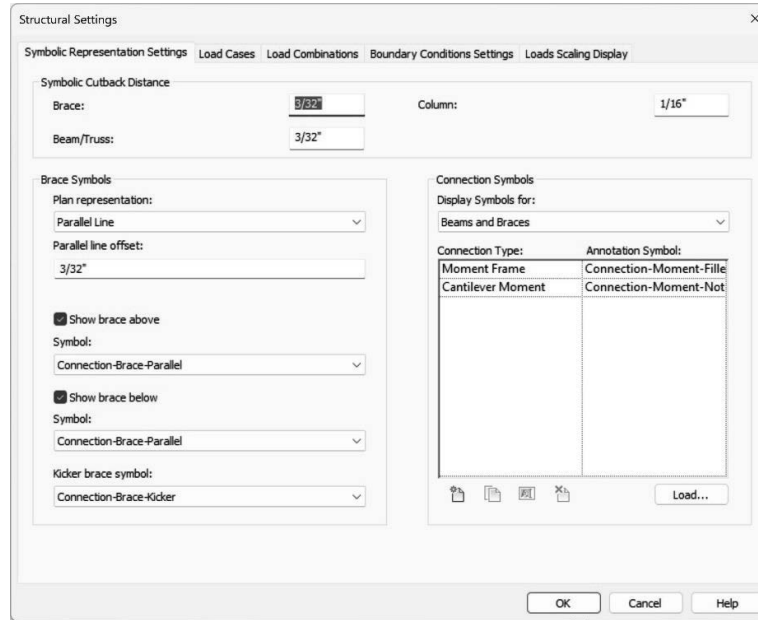 Structural Settings
Symbolic Representation Settings Load Cases Load Combinations Boundary Conditions Settings Loads Scaling Display
Symbolic Cutback Distance
Brace: 3/32" Column: 1/16"
Beam/Truss: 3/32"
Brace Symbols
Plan representation:
Parallel Line
Parallel line offset:
3/32"
Show brace above
Symbol:
Connection-Brace-Parallel
Show brace below
Symbol:
Connection-Brace-Parallel
Kicker brace symbol:
Connection-Brace-Kicker
Connection Symbols
Display Symbols for:
Beams and Braces
Connection Type: Annotation Symbol:
Moment Frame Connection-Moment-Fille
Cantilever Moment Connection-Moment-Not
Load...
OK Cancel Help